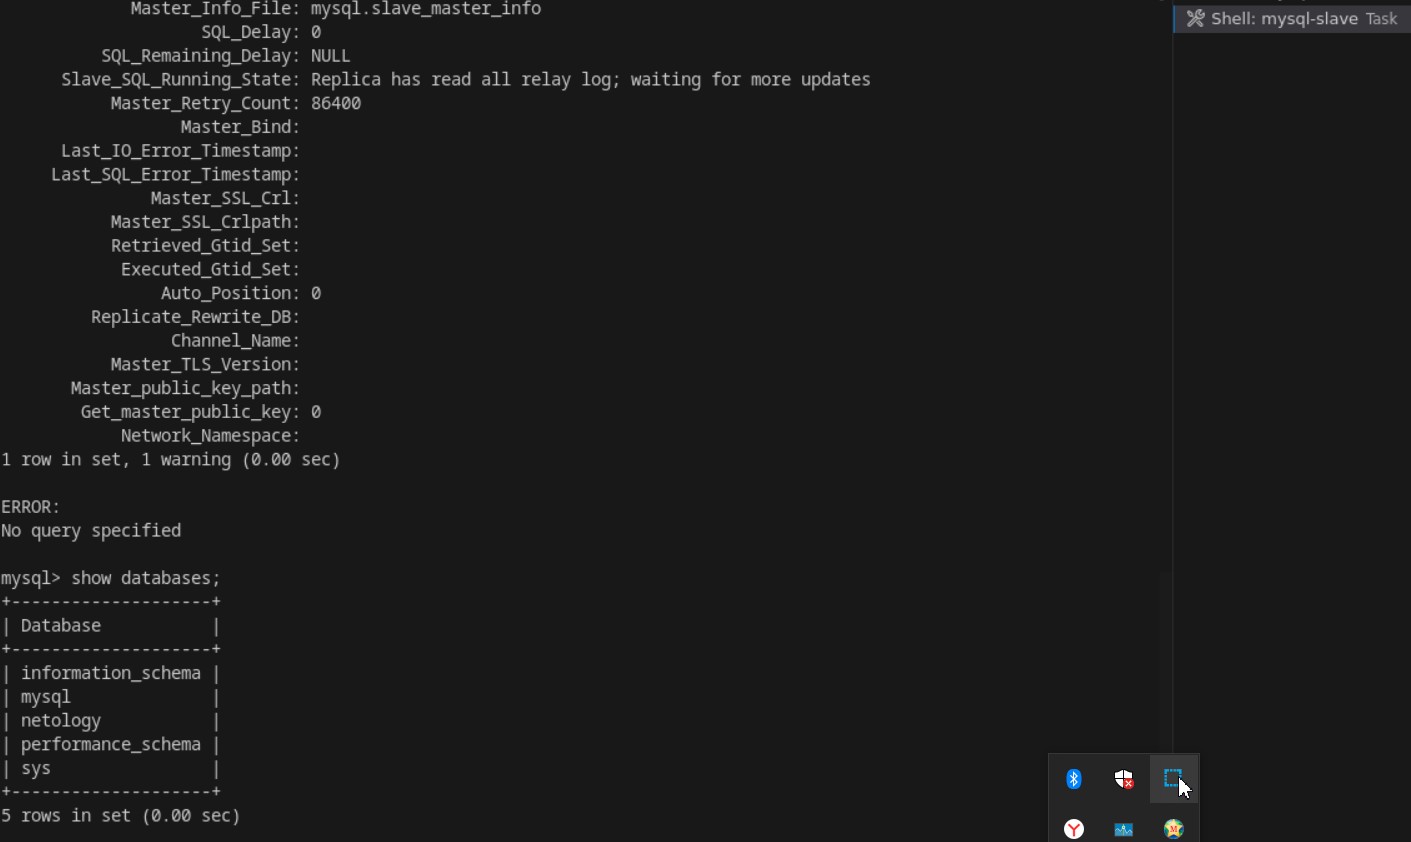 Master_Info_File: mysql.slave_master_info
Shell: mysql-slave Task
SQL_Delay: 0
SQL_Remaining_Delay: NULL
Slave_SQL_Running_State: Replica has read all relay log; waiting for more updates
Master_Retry_Count: 86400
Master_Bind:
Last_IO_Error_Timestamp:
Last_SQL_Error_Timestamp:
Master_SSL_Crl:
Master_SSL_Crlpath:
Retrieved_Gtid_Set:
Executed_Gtid_Set:
Auto_Position: 0
Replicate_Rewrite_DB:
Channel_Name:
Master_TLS_Version:
Master_public_key_path:
Get_master_public_key: 0
Network_Namespace:
1 row in set, 1 warning (0.00 sec)
ERROR:
No query specified
mysql> show databases;
+--------------------+
| Database           |
+--------------------+
| information_schema |
| mysql              |
| netology           |
| performance_schema |
| sys                |
+--------------------+
5 rows in set (0.00 sec)